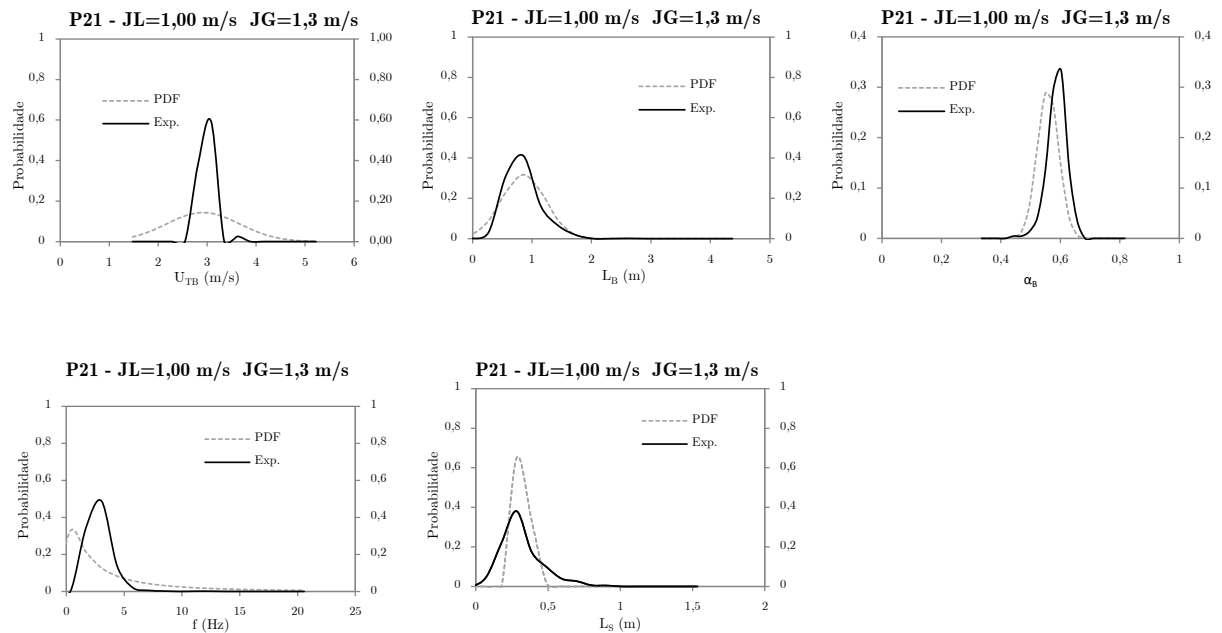 P21 - JL=1,00 m/s JG=1,3 m/s
1
0,8
0,6
0,4
0,2
0
Probabilidade
1,00
0,80
0,60
0,40
0,20
0,00
PDF
Exp.
0 1 2 3 4 5 6
U_TB (m/s)
P21 - JL=1,00 m/s JG=1,3 m/s
1
0,8
0,6
0,4
0,2
0
Probabilidade
1
0,8
0,6
0,4
0,2
0
PDF
Exp.
0 1 2 3 4 5
L_B (m)
P21 - JL=1,00 m/s JG=1,3 m/s
0,4
0,3
0,2
0,1
0
Probabilidade
0,4
0,3
0,2
0,1
0
PDF
Exp.
0 0,2 0,4 0,6 0,8 1
α_B
P21 - JL=1,00 m/s JG=1,3 m/s
1
0,8
0,6
0,4
0,2
0
Probabilidade
1
0,8
0,6
0,4
0,2
0
PDF
Exp.
0 5 10 15 20 25
f (Hz)
P21 - JL=1,00 m/s JG=1,3 m/s
1
0,8
0,6
0,4
0,2
0
Probabilidade
1
0,8
0,6
0,4
0,2
0
PDF
Exp.
0 0,5 1 1,5 2
L_S (m)